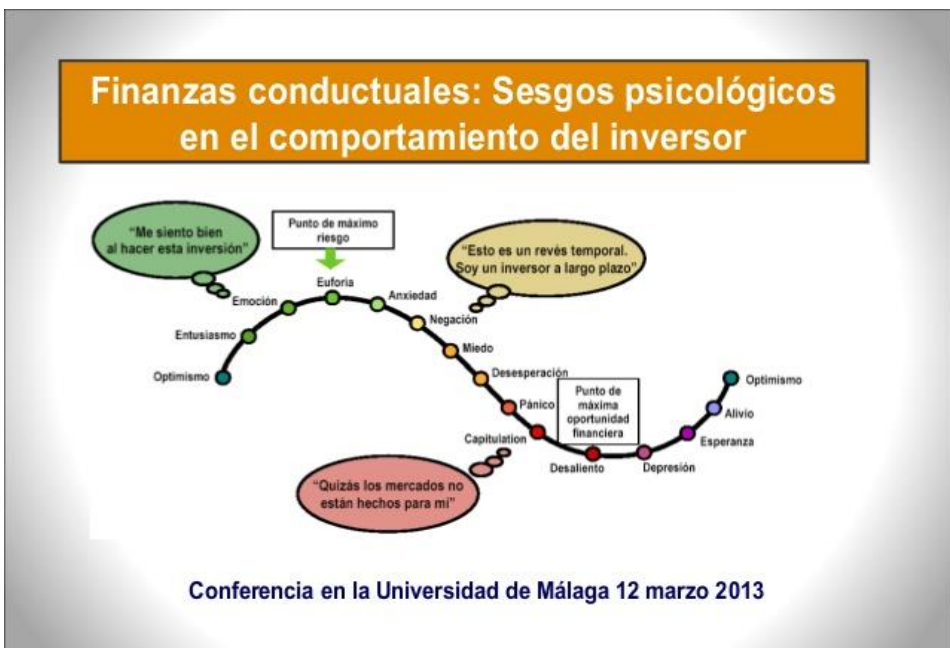 Finanzas conductuales: Sesgos psicológicos
en el comportamiento del inversor
“Me siento bien
al hacer esta inversión”
Punto de máximo
riesgo
“Esto es un revés temporal.
Soy un inversor a largo plazo”
Euforia
Emoción
Anxiedad
Negación
Entusiasmo
Miedo
Optimismo
Desesperación
Optimismo
Punto de
máxima
oportunidad
financiera
Pánico
Alivio
Capitulation
Esperanza
Desaliento
Depresión
“Quizás los mercados no
están hechos para mí”
Conferencia en la Universidad de Málaga 12 marzo 2013